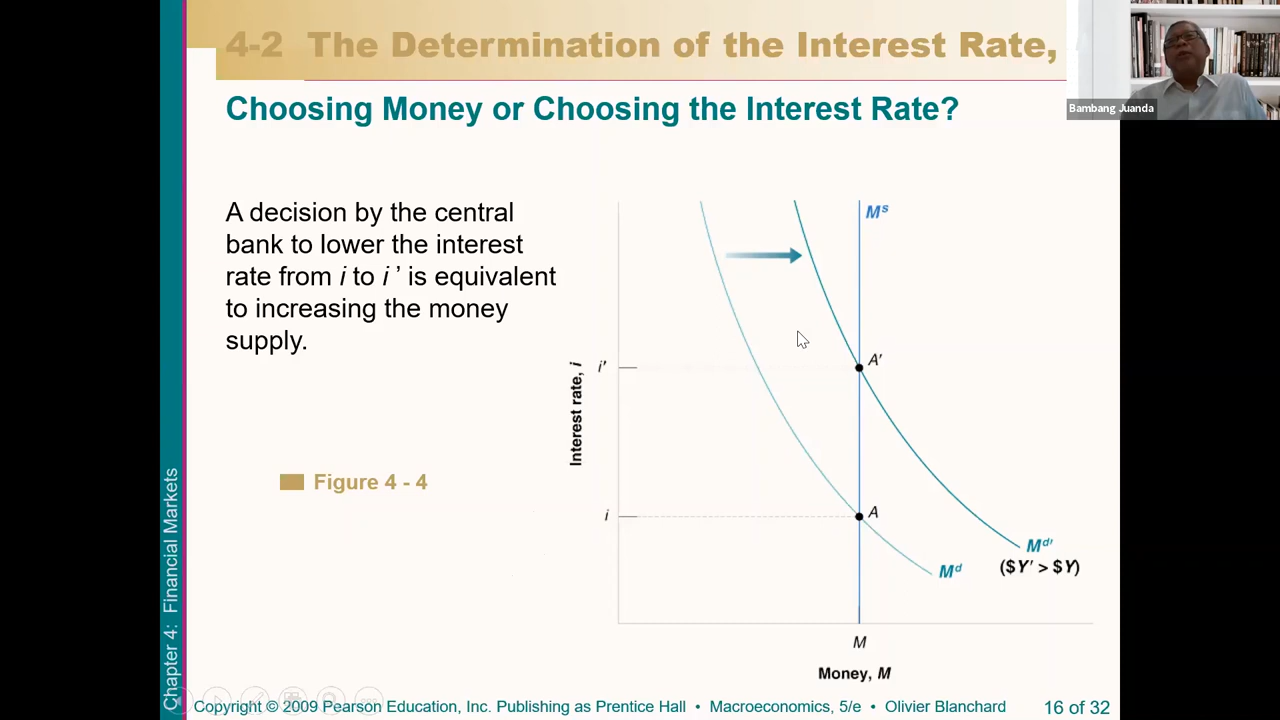 4-2 The Determination of the Interest Rate,
Bambang Juanda
Choosing Money or Choosing the Interest Rate?
A decision by the central
bank to lower the interest
rate from i to i ’ is equivalent
to increasing the money
supply.
Figure 4 - 4
Mˢ
A′
i′
Interest rate, i
A
i
Mᵈ′
($Y′ > $Y)
Mᵈ
M
Money, M
Chapter 4: Financial Markets
Copyright © 2009 Pearson Education, Inc. Publishing as Prentice Hall • Macroeconomics, 5/e • Olivier Blanchard
16 of 32